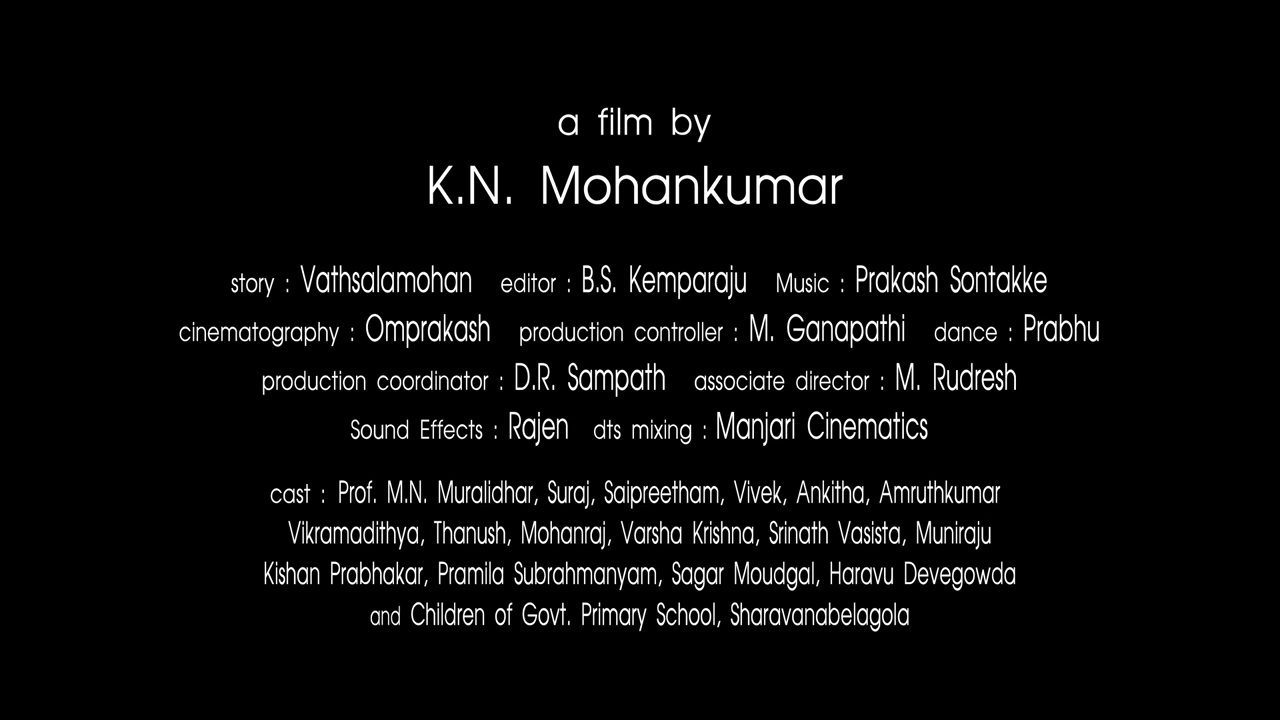 a film by
K.N. Mohankumar
story : Vathsalamohan editor : B.S. Kemparaju Music : Prakash Sontakke
cinematography : Omprakash production controller : M. Ganapathi dance : Prabhu
production coordinator : D.R. Sampath associate director : M. Rudresh
Sound Effects : Rajen dts mixing : Manjari Cinematics
cast : Prof. M.N. Muralidhar, Suraj, Saipreetham, Vivek, Ankitha, Amruthkumar
Vikramadithya, Thanush, Mohanraj, Varsha Krishna, Srinath Vasista, Muniraju
Kishan Prabhakar, Pramila Subrahmanyam, Sagar Moudgal, Haravu Devegowda
and Children of Govt. Primary School, Sharavanabelagola